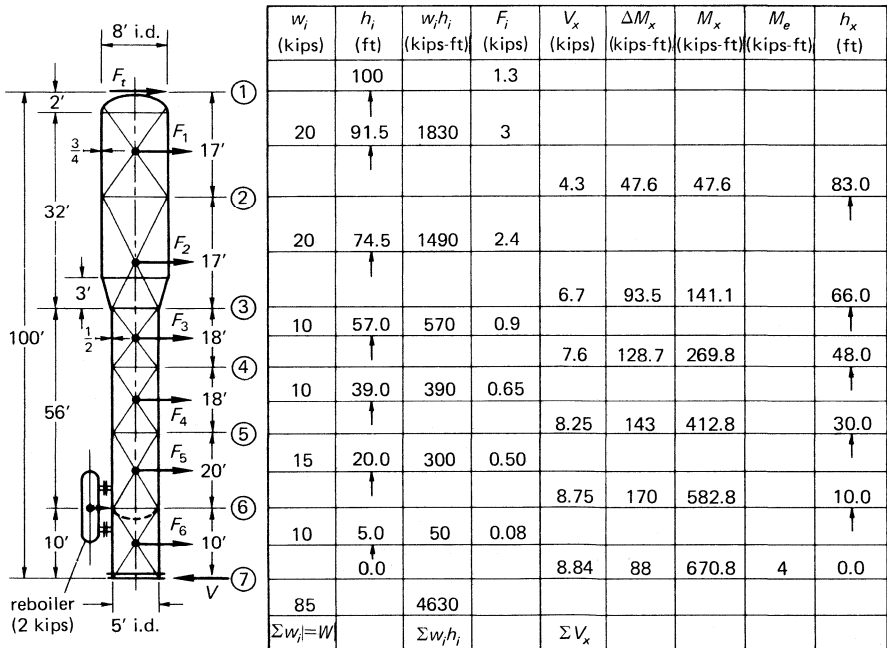 8′ i.d.
F_t
①
2′
F_1
3/4
17′
②
32′
F_2
17′
3′
③
F_3
100′
1/2
18′
④
56′
F_4
18′
⑤
F_5
20′
⑥
F_6
10′
10′
⑦
V
reboiler
(2 kips)
5′ i.d.
w_i h_i w_ih_i F_i V_x ΔM_x M_x M_e h_x
(kips) (ft) (kips-ft) (kips) (kips) (kips-ft) (kips-ft) (kips-ft) (ft)
100 1.3
20 91.5 1830 3
4.3 47.6 47.6 83.0
20 74.5 1490 2.4
6.7 93.5 141.1 66.0
10 57.0 570 0.9
7.6 128.7 269.8 48.0
10 39.0 390 0.65
8.25 143 412.8 30.0
15 20.0 300 0.50
8.75 170 582.8 10.0
10 5.0 50 0.08
0.0 8.84 88 670.8 4 0.0
85 4630
Σw_i=W Σw_ih_i ΣV_x